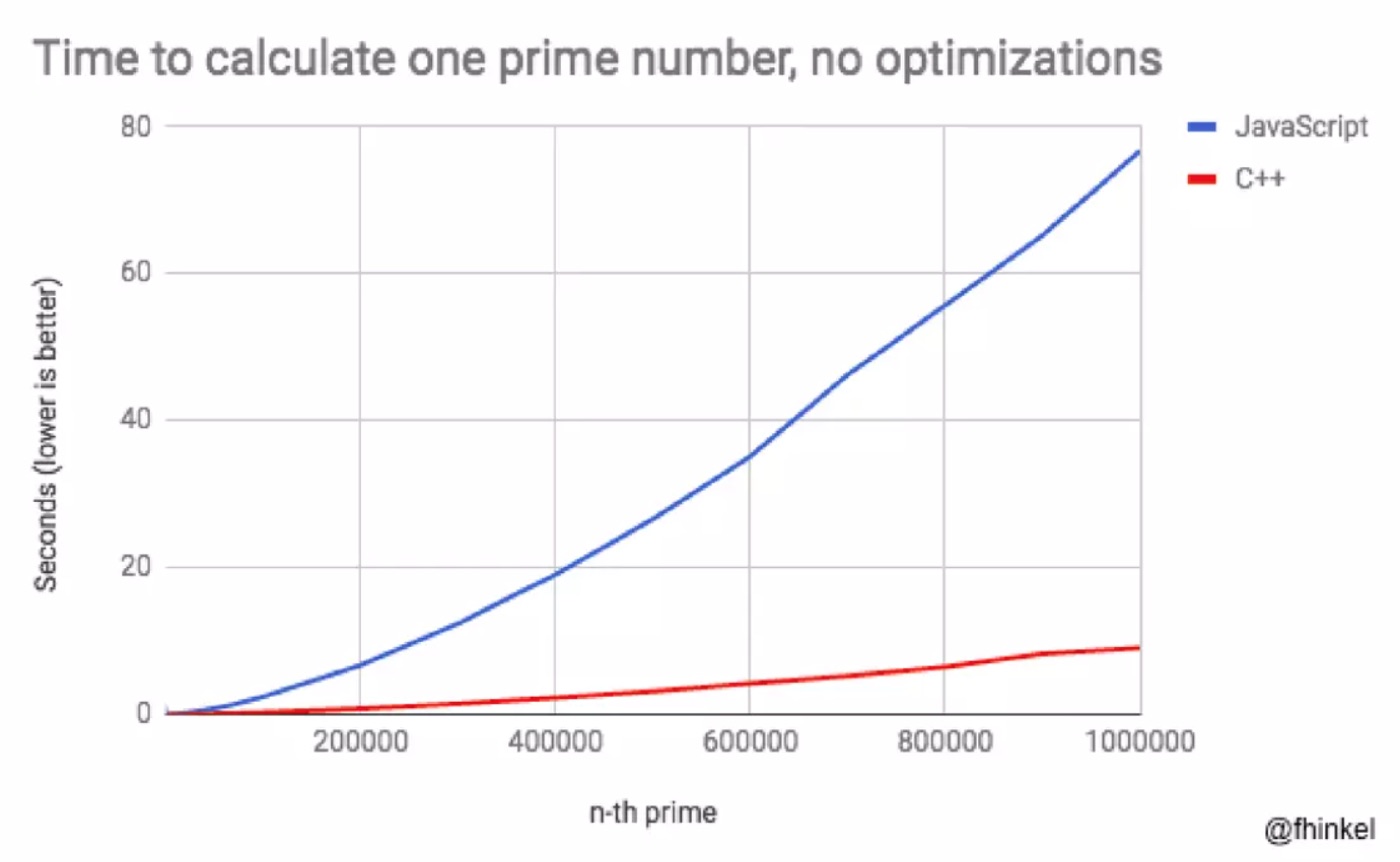 Time to calculate one prime number, no optimizations
JavaScript
C++
Seconds (lower is better)
80
60
40
20
0
200000 400000 600000 800000 1000000
n-th prime
@fhinkel